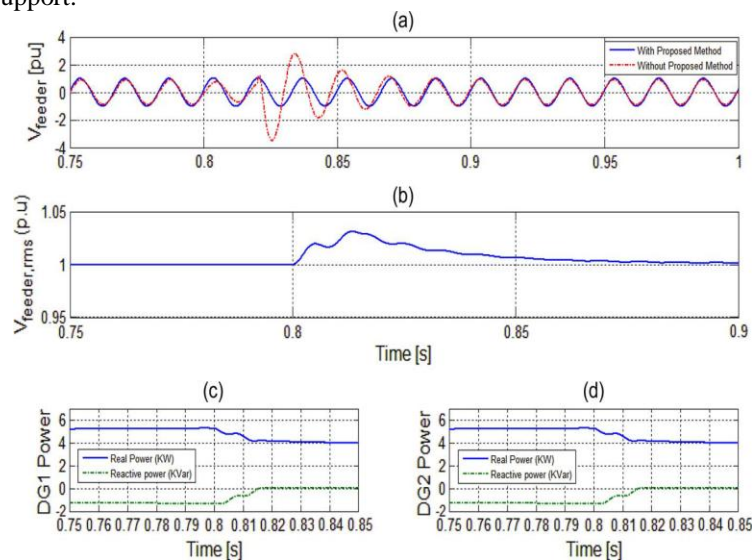 upport.
(a)
V feeder [pu]
4
2
0
-2
-4
With Proposed Method
Without Proposed Method
0.75 0.8 0.85 0.9 0.95 1
(b)
V feeder,rms (p.u)
1.05
1
0.95
0.75 0.8 0.85 0.9
Time [s]
(c)
DG1 Power
6
4
2
0
-2
Real Power (KW)
Reactive power (KVar)
0.75 0.76 0.77 0.78 0.79 0.8 0.81 0.82 0.83 0.84 0.85
Time [s]
(d)
DG2 Power
6
4
2
0
-2
Real Power (KW)
Reactive power (KVar)
0.75 0.76 0.77 0.78 0.79 0.8 0.81 0.82 0.83 0.84 0.85
Time [s]